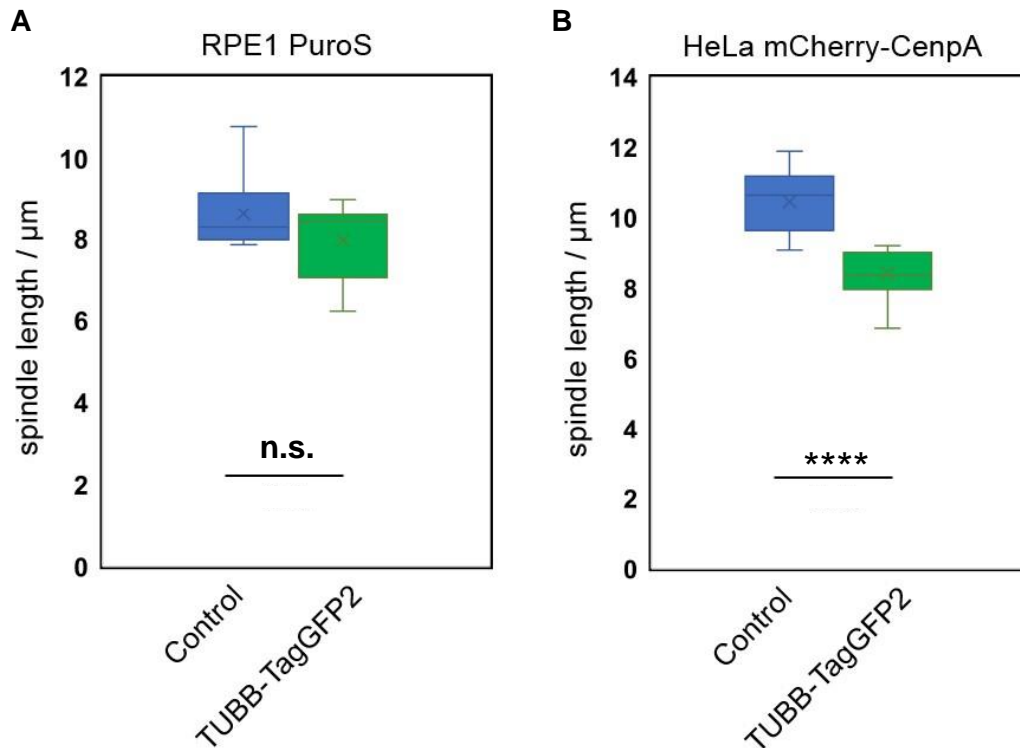 A
RPE1 PuroS
12
10
8
6
4
2
0
spindle length / µm
n.s.
Control
TUBB-TagGFP2
B
HeLa mCherry-CenpA
14
12
10
8
6
4
2
0
spindle length / µm
****
Control
TUBB-TagGFP2